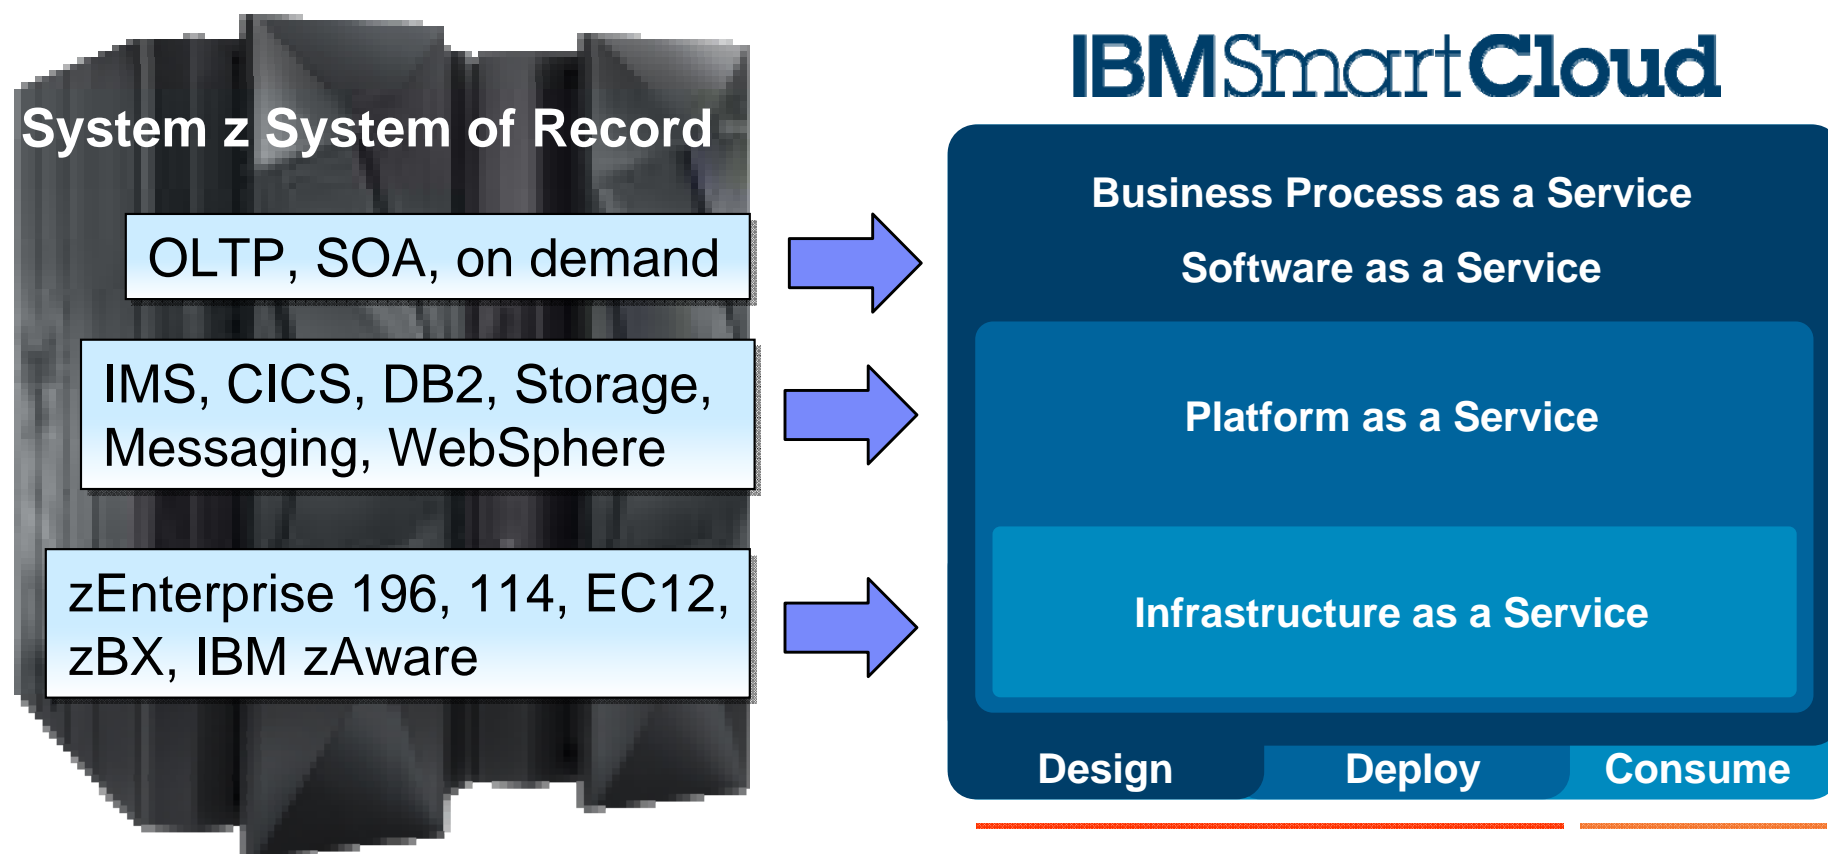 System z System of Record
OLTP, SOA, on demand
IMS, CICS, DB2, Storage,
Messaging, WebSphere
zEnterprise 196, 114, EC12,
zBX, IBM zAware
IBMSmartCloud
Business Process as a Service
Software as a Service
Platform as a Service
Infrastructure as a Service
Design Deploy Consume